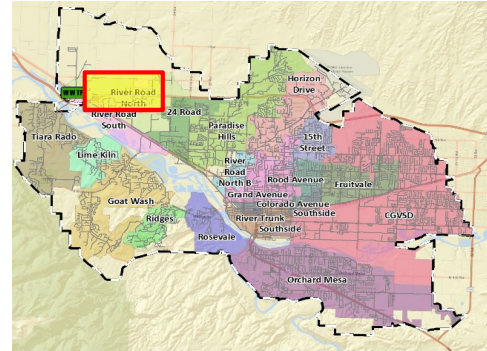 Horizon
Drive
WW TP
River Road
North
24 Road
River Road
South
Paradise
Hills
15th
Street
Tiara Rado
Lime Kiln
River
Road
North B
Rood Avenue
Fruitvale
Grand Avenue
Goat Wash
Colorado Avenue
Southside
CGVSD
Ridges
River Trunk
Southside
Rosevale
Orchard Mesa